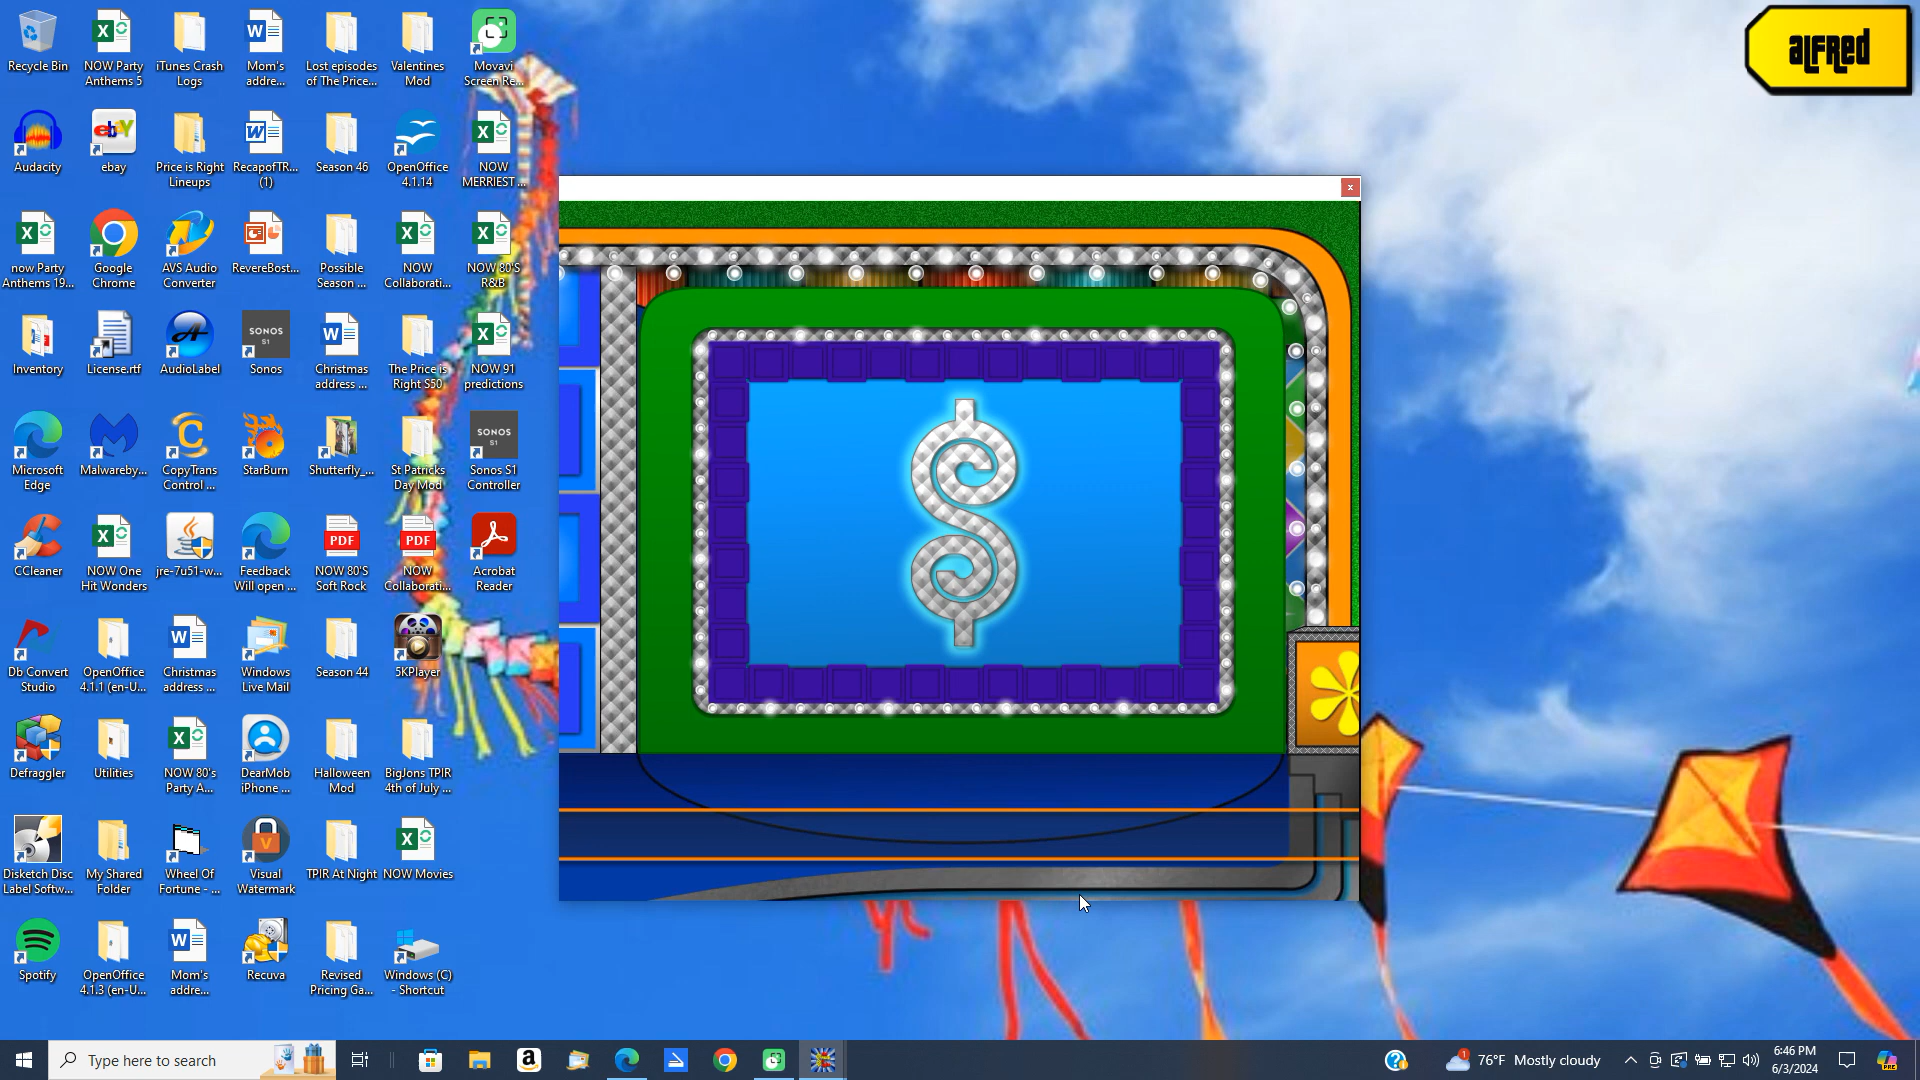 Recycle Bin
NOW Party
Anthems 5
iTunes Crash
Logs
Mom's
addre...
Lost episodes
of The Price...
Valentines
Mod
Movavi
Screen Re...
alfred
Audacity
ebay
ebay
Price is Right
Lineups
RecapofTR...
(1)
Season 46
OpenOffice
4.1.14
NOW
MERRIEST ...
now Party
Anthems 19...
Google
Chrome
AVS Audio
Converter
RevereBost...
Possible
Season ...
NOW
Collaborati...
NOW 80'S
R&B
Inventory
License.rtf
AudioLabel
SONOS
S1
Sonos
Christmas
address ...
The Price is
Right S50
NOW 91
predictions
Microsoft
Edge
Malwareby...
CopyTrans
Control ...
StarBurn
Shutterfly_...
St Patricks
Day Mod
SONOS
S1
Sonos S1
Controller
CCleaner
NOW One
Hit Wonders
jre-7u51-w...
Feedback
Will open ...
PDF
NOW 80'S
Soft Rock
PDF
NOW
Collaborati...
Acrobat
Reader
Db Convert
Studio
OpenOffice
4.1.1 (en-U...
Christmas
address ...
Windows
Live Mail
Season 44
5KPlayer
Defraggler
Utilities
NOW 80's
Party A...
DearMob
iPhone ...
Halloween
Mod
BigJons TPIR
4th of July ...
Disketch Disc
Label Softw...
My Shared
Folder
Wheel Of
Fortune - ...
Visual
Watermark
TPIR At Night
NOW Movies
Spotify
OpenOffice
4.1.3 (en-U...
Mom's
addre...
Recuva
Revised
Pricing Ga...
Windows (C)
- Shortcut
Type here to search
1
76°F Mostly cloudy
6:46 PM
6/3/2024
PRE